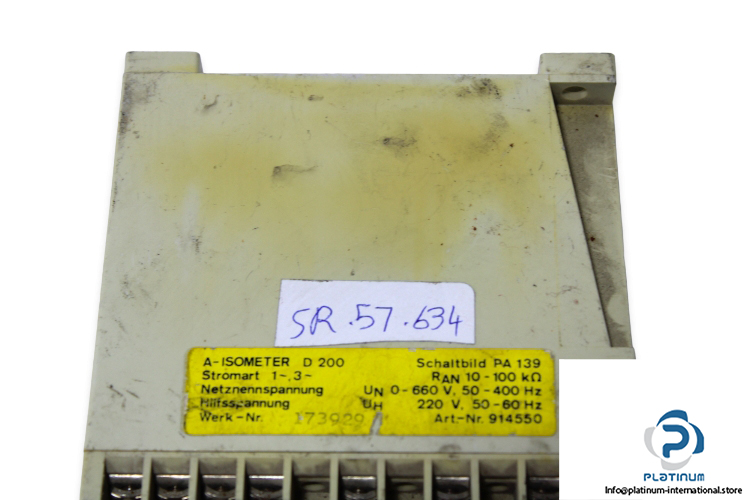 SR.57.634
A-ISOMETER D 200 Schaltbild PA 139
Stromart 1~,3~ RAN 10-100 kΩ
Netznennspannung UN 0-660 V, 50-400 Hz
Hilfsspannung UH 220 V, 50-60 Hz
Werk-Nr. 173929 Art.-Nr. 914550
PLATINUM
Info@platinum-international.store